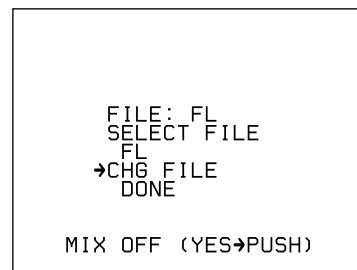 FILE: FL
SELECT FILE
FL
→CHG FILE
DONE
MIX OFF (YES→PUSH)